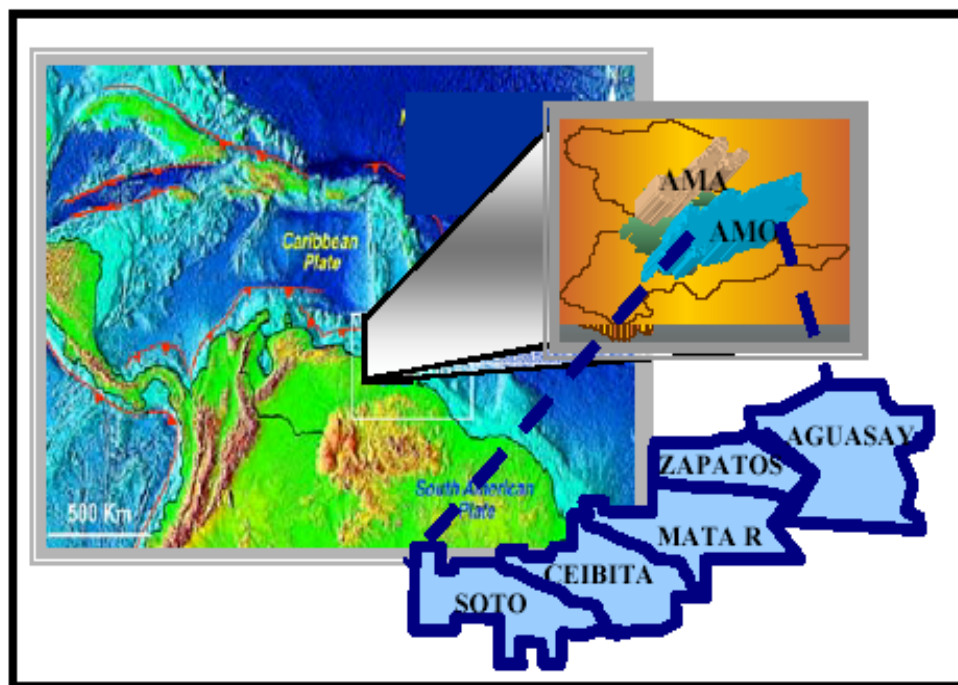 Caribbean
Plate
South American
Plate
500 Km
AMA
AMO
AGUASAY
ZAPATOS
MATA R
CEIBITA
SOTO